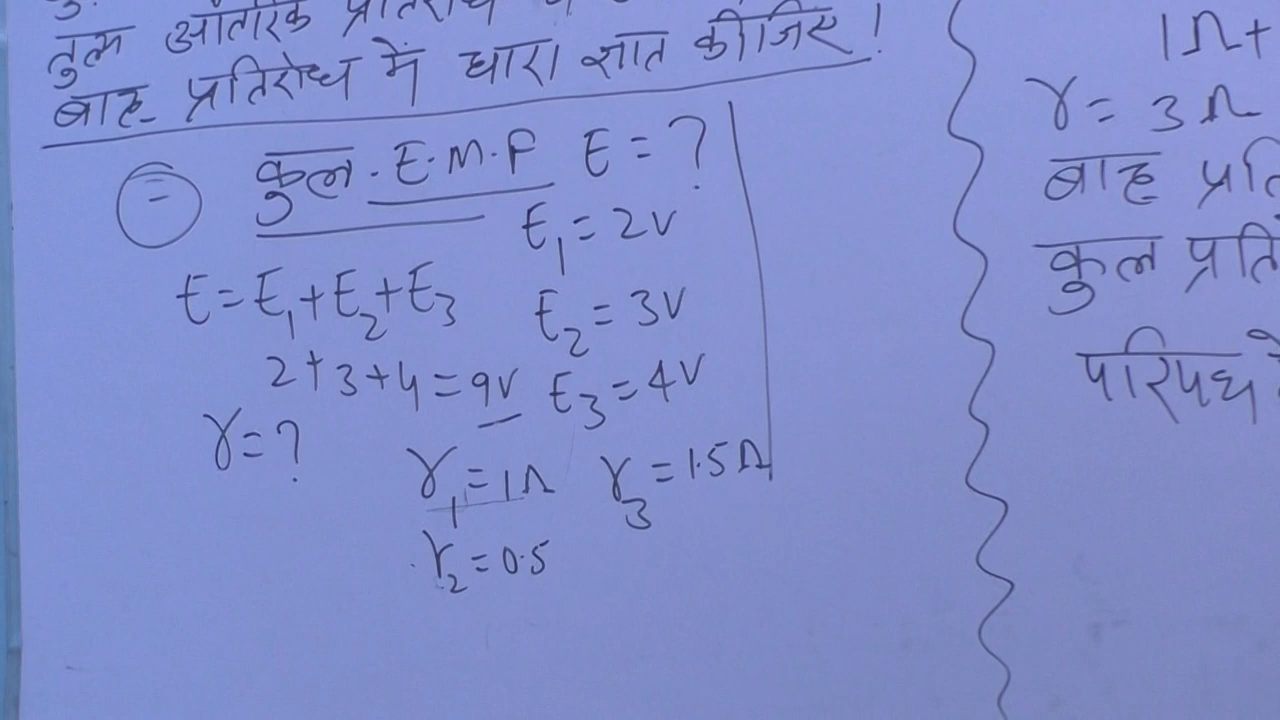 तुल्य आंतरिक प्रतिरोध
बाह्य प्रतिरोध में धारा ज्ञात कीजिए!
कुल. E.M.F E = ?
E₁ = 2V
E = E₁ + E₂ + E₃
E₂ = 3V
2 + 3 + 4 = 9V
E₃ = 4V
r = ?
r₁ = 1Ω
r₃ = 1.5Ω
r₂ = 0.5
1Ω +
r = 3Ω
बाह्य प्रति
कुल प्रति
परिपथ